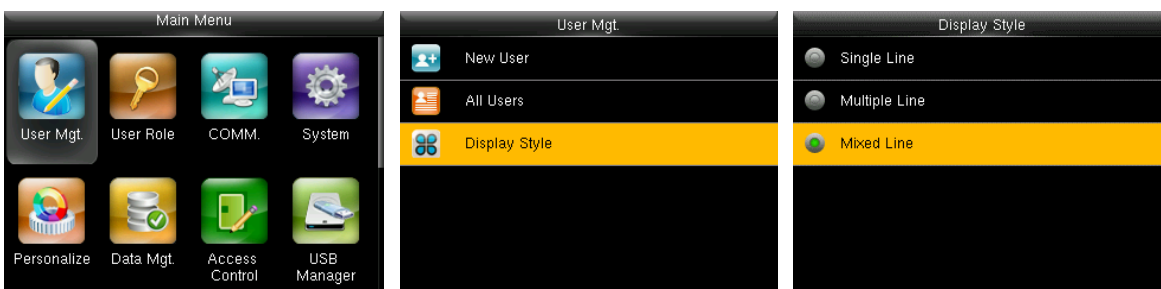 Main Menu
User Mgt.
User Role
COMM.
System
Personalize
Data Mgt.
Access
Control
USB
Manager
User Mgt.
New User
All Users
Display Style
Display Style
Single Line
Multiple Line
Mixed Line